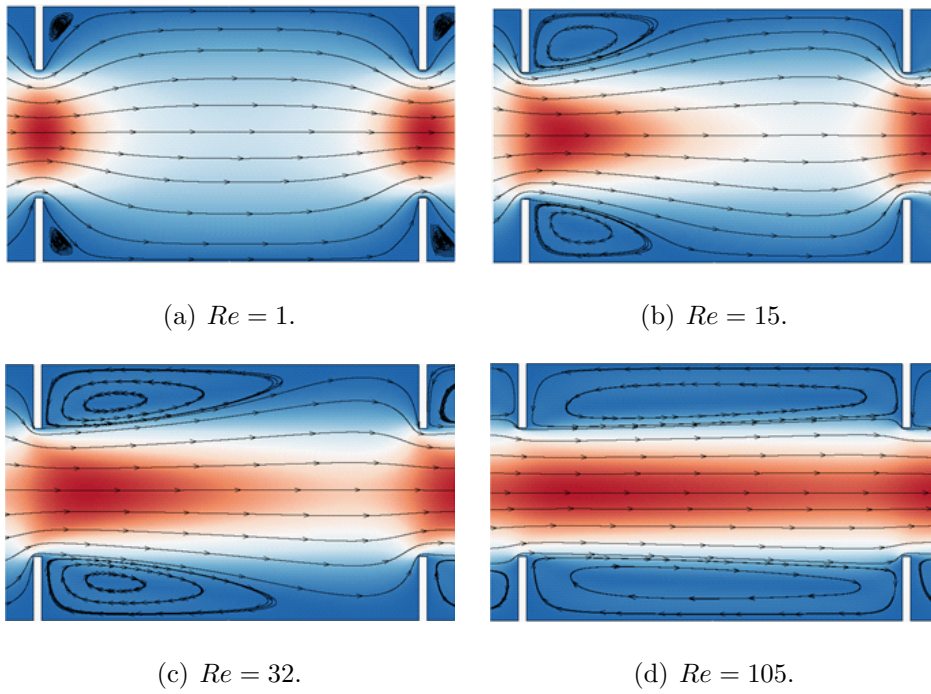 (a) Re = 1.
(b) Re = 15.
(c) Re = 32.
(d) Re = 105.